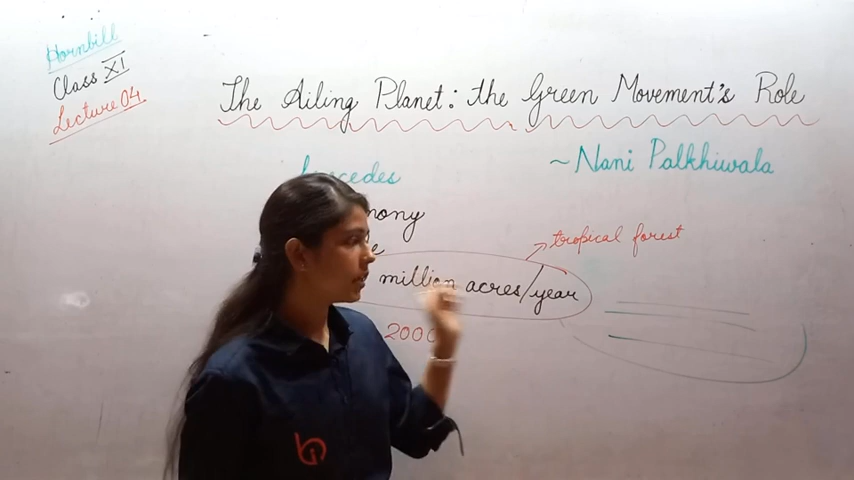 Hornbill
Class XI
Lecture 04
The Ailing Planet: the Green Movement's Role
~Nani Palkhiwala
tropical forest
million acres/year